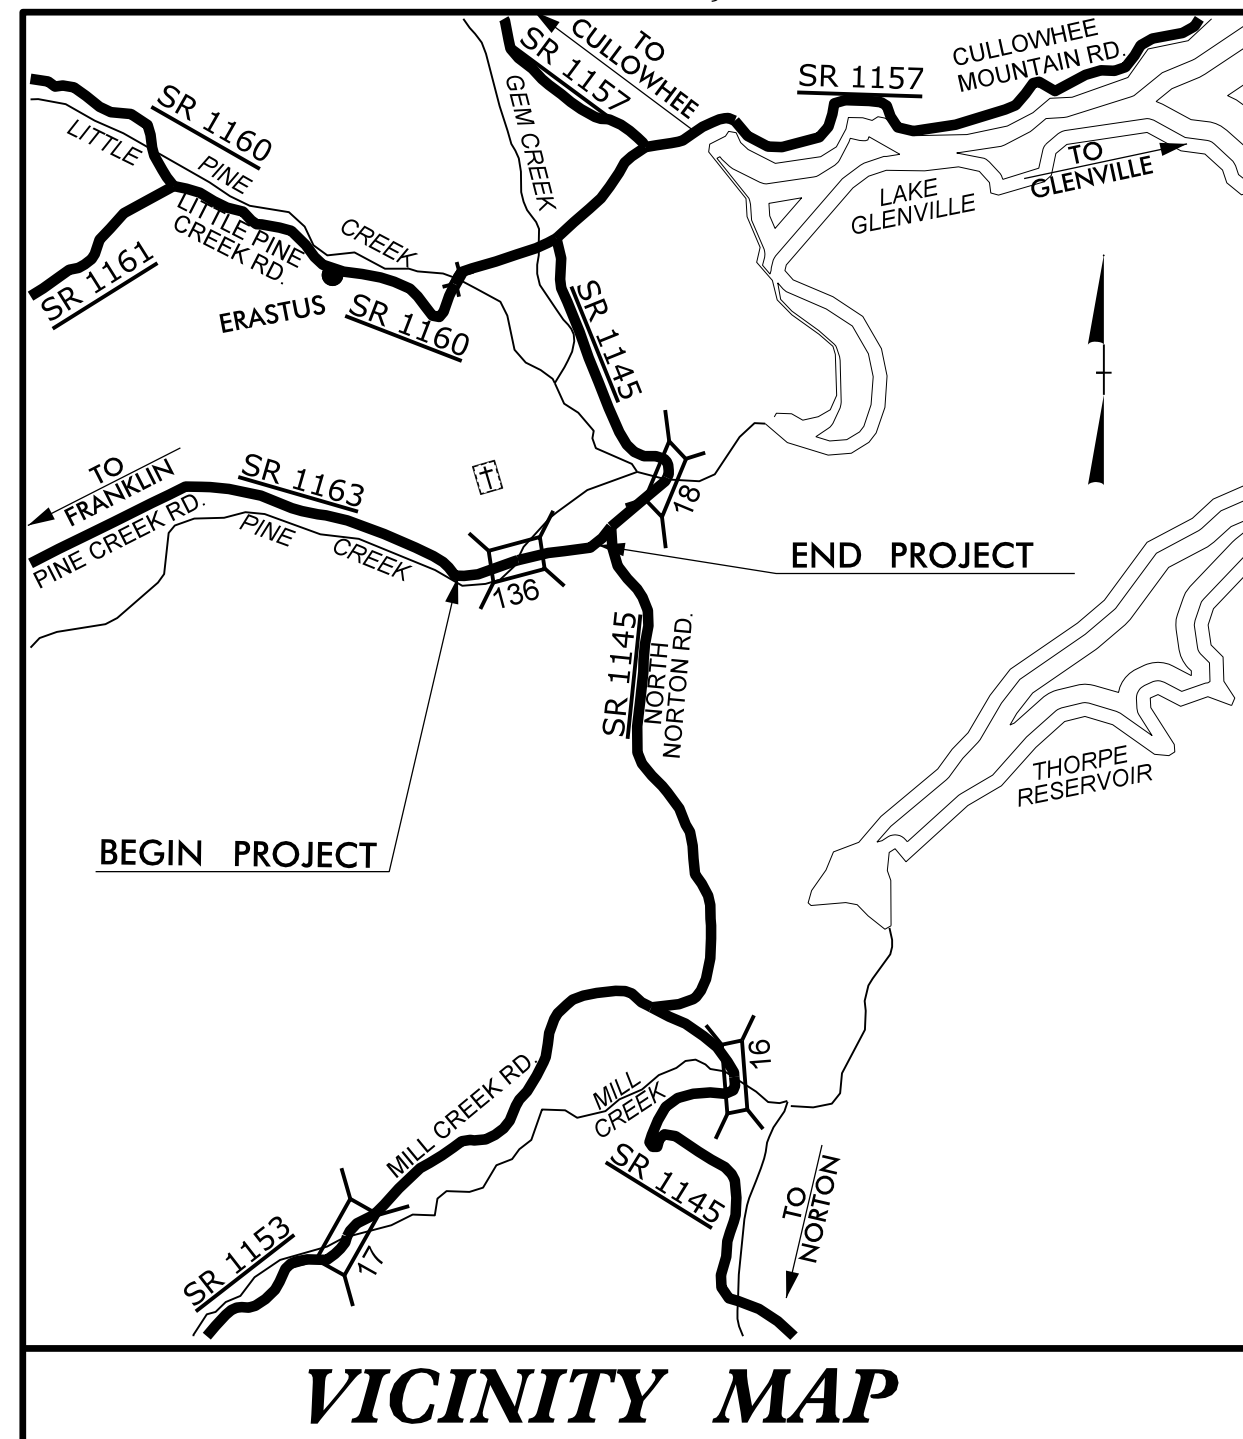 TO
CULLOWHEE
SR 1157
CULLOWHEE
MOUNTAIN RD.
SR 1157
GEM CREEK
SR 1160
LITTLE
PINE
CREEK
LITTLE PINE
CREEK RD.
TO
GLENVILLE
LAKE
GLENVILLE
SR 1161
ERASTUS
SR 1160
SR 1145
TO
FRANKLIN
SR 1163
PINE CREEK RD.
PINE
CREEK
18
136
END PROJECT
SR 1145
NORTH
NORTON RD.
THORPE
RESERVOIR
BEGIN PROJECT
16
MILL CREEK RD.
MILL
CREEK
SR 1145
TO
NORTON
SR 1153
17
VICINITY MAP